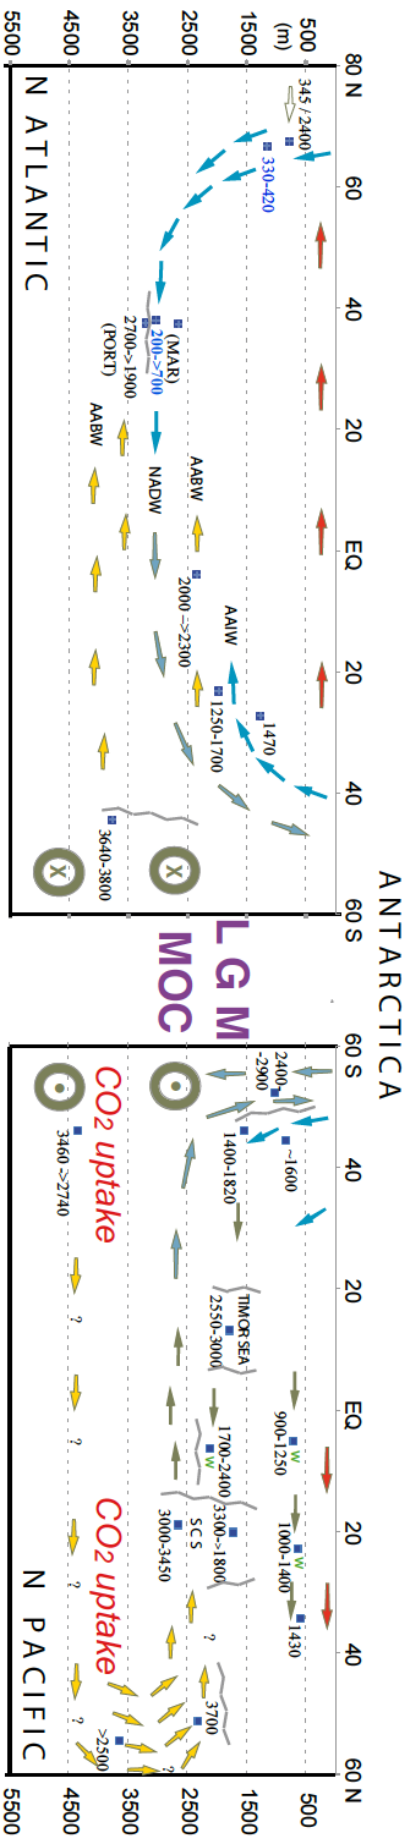 5500
4500
3500
2500
1500
500
(m)
80 N
60
40
20
EQ
20
40
60 S
ANTARCTICA
60 S
40
20
EQ
20
40
60 N
N ATLANTIC
345 / 2400
330-420
(MAR)
200->700
2700->1900
(PORT)
AABW
NADW
AABW
2000 -->2300
AAIW
1250-1700
1470
3640-3800
X
X
LGM
MOC
2400-
-2900
~1600
1400-1820
3460 ->2740
CO2 uptake
TIMOR SEA
2550-3000
?
?
900-1250
W
1700-2400
W
1000-1400
W
1430
3300->1800
S C S
3000-3450
CO2 uptake
?
?
?
?
3700
>2500
N PACIFIC
5500
4500
3500
2500
1500
500